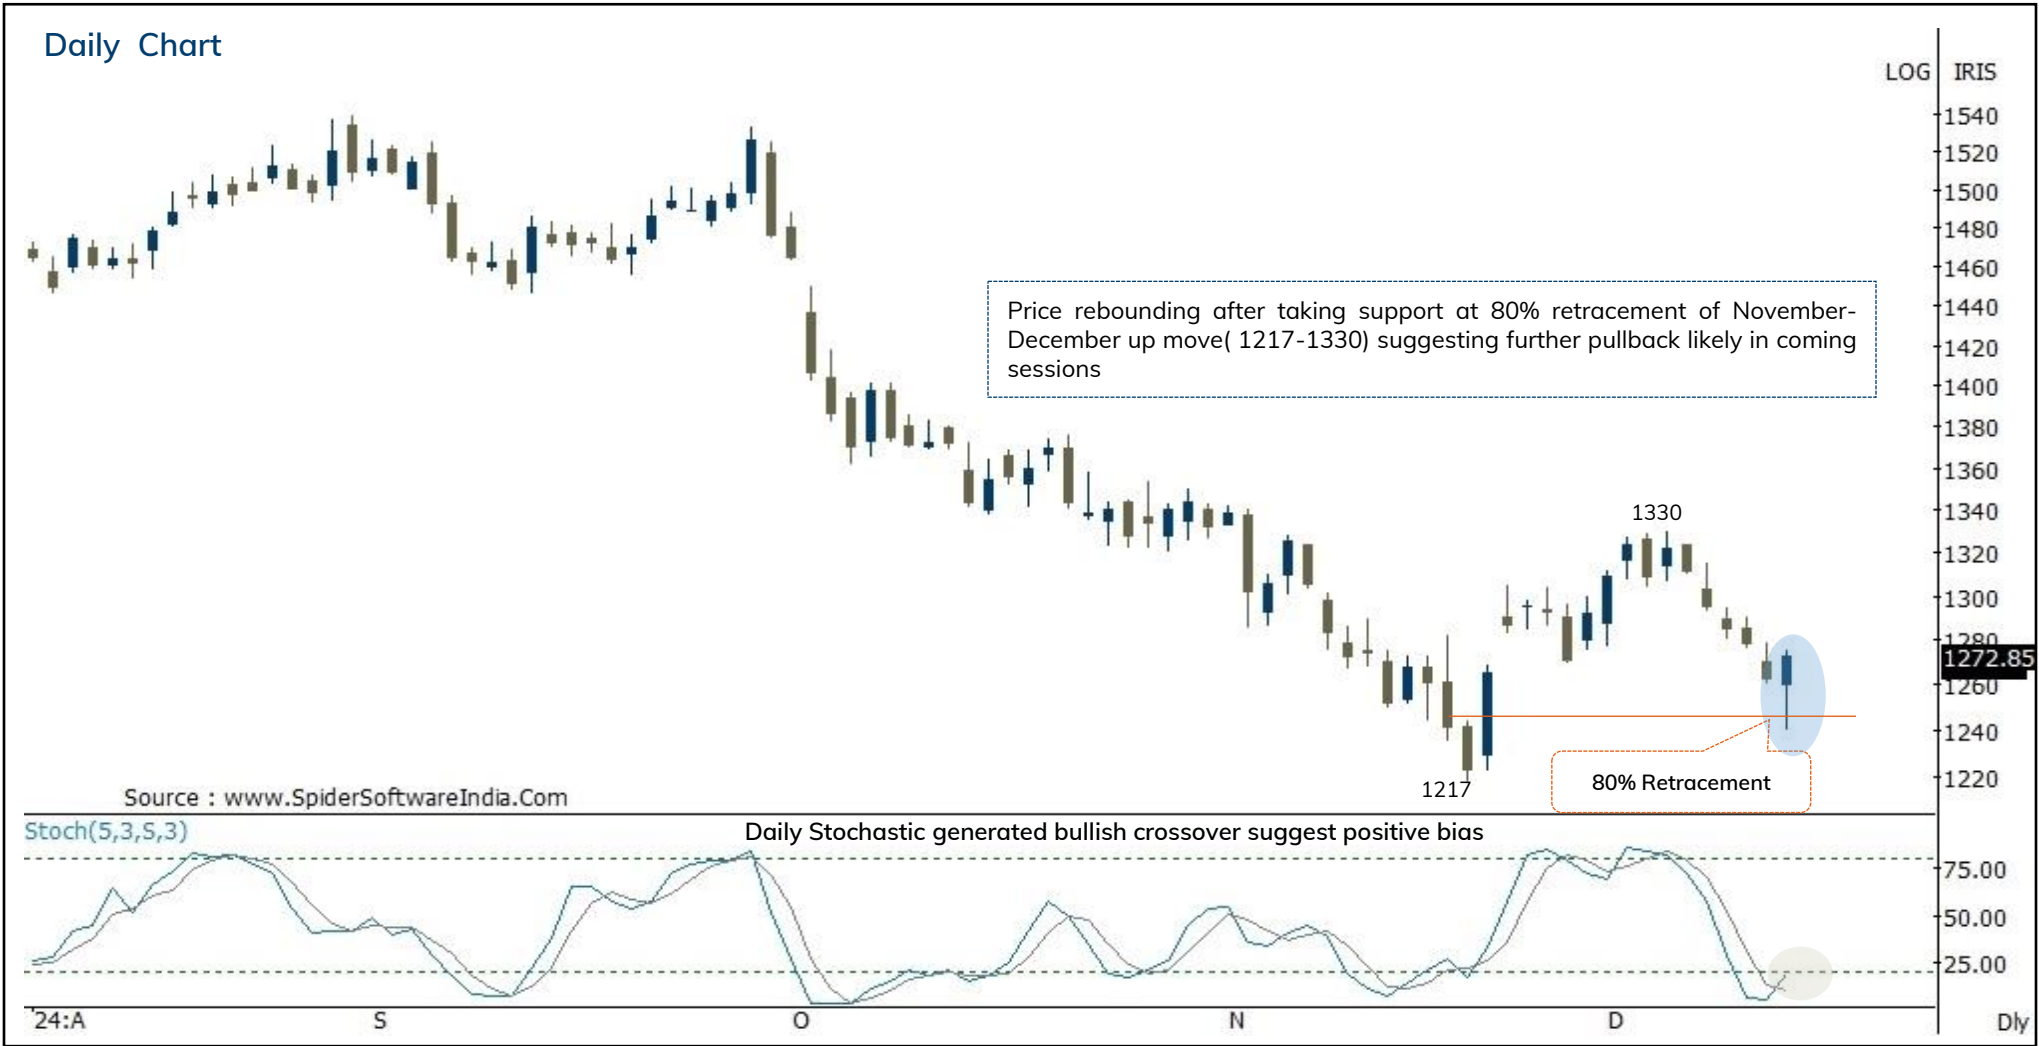 Daily Chart
LOG IRIS
1540
1520
1500
1480
1460
1440
Price rebounding after taking support at 80% retracement of November-
December up move( 1217-1330) suggesting further pullback likely in coming
sessions
1420
1400
1380
1360
1340
1330
1320
1300
1280
1272.85
1260
1240
1220
80% Retracement
1217
Source : www.SpiderSoftwareIndia.Com
Stoch(5,3,S,3)
Daily Stochastic generated bullish crossover suggest positive bias
75.00
50.00
25.00
'24:A S O N D Dly